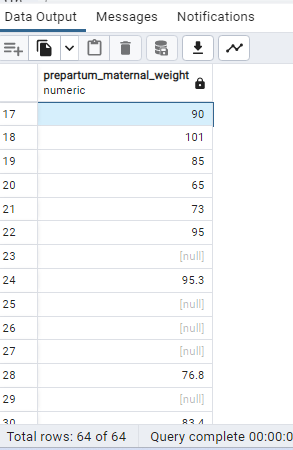 Data Output Messages Notifications
prepartum_maternal_weight
numeric
17 90
18 101
19 85
20 65
21 73
22 95
23 [null]
24 95.3
25 [null]
26 [null]
27 [null]
28 76.8
29 [null]
30 83.4
Total rows: 64 of 64 Query complete 00:00:0